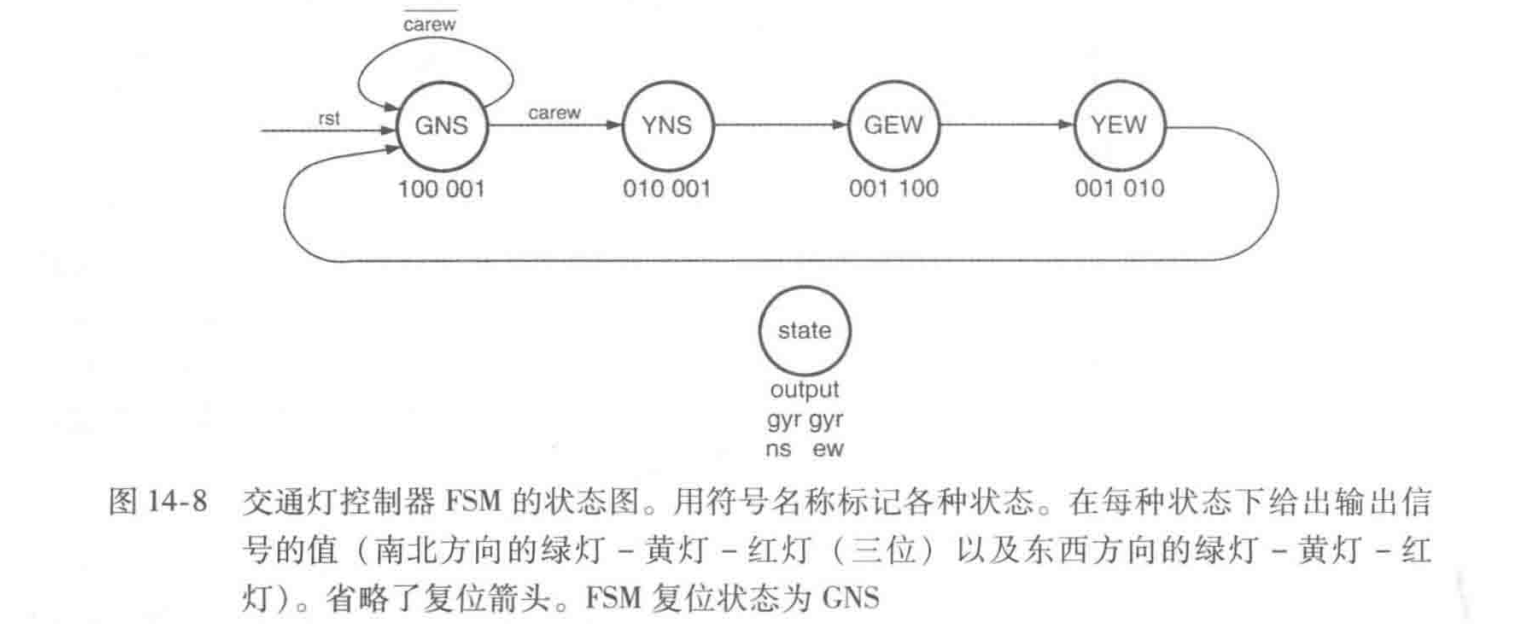 carew
rst
GNS
carew
YNS
GEW
YEW
100 001
010 001
001 100
001 010
state
output
gyr gyr
ns ew
图 14-8 交通灯控制器 FSM 的状态图。用符号名称标记各种状态。在每种状态下给出输出信
号的值（南北方向的绿灯－黄灯－红灯（三位）以及东西方向的绿灯－黄灯－红
灯）。省略了复位箭头。FSM 复位状态为 GNS